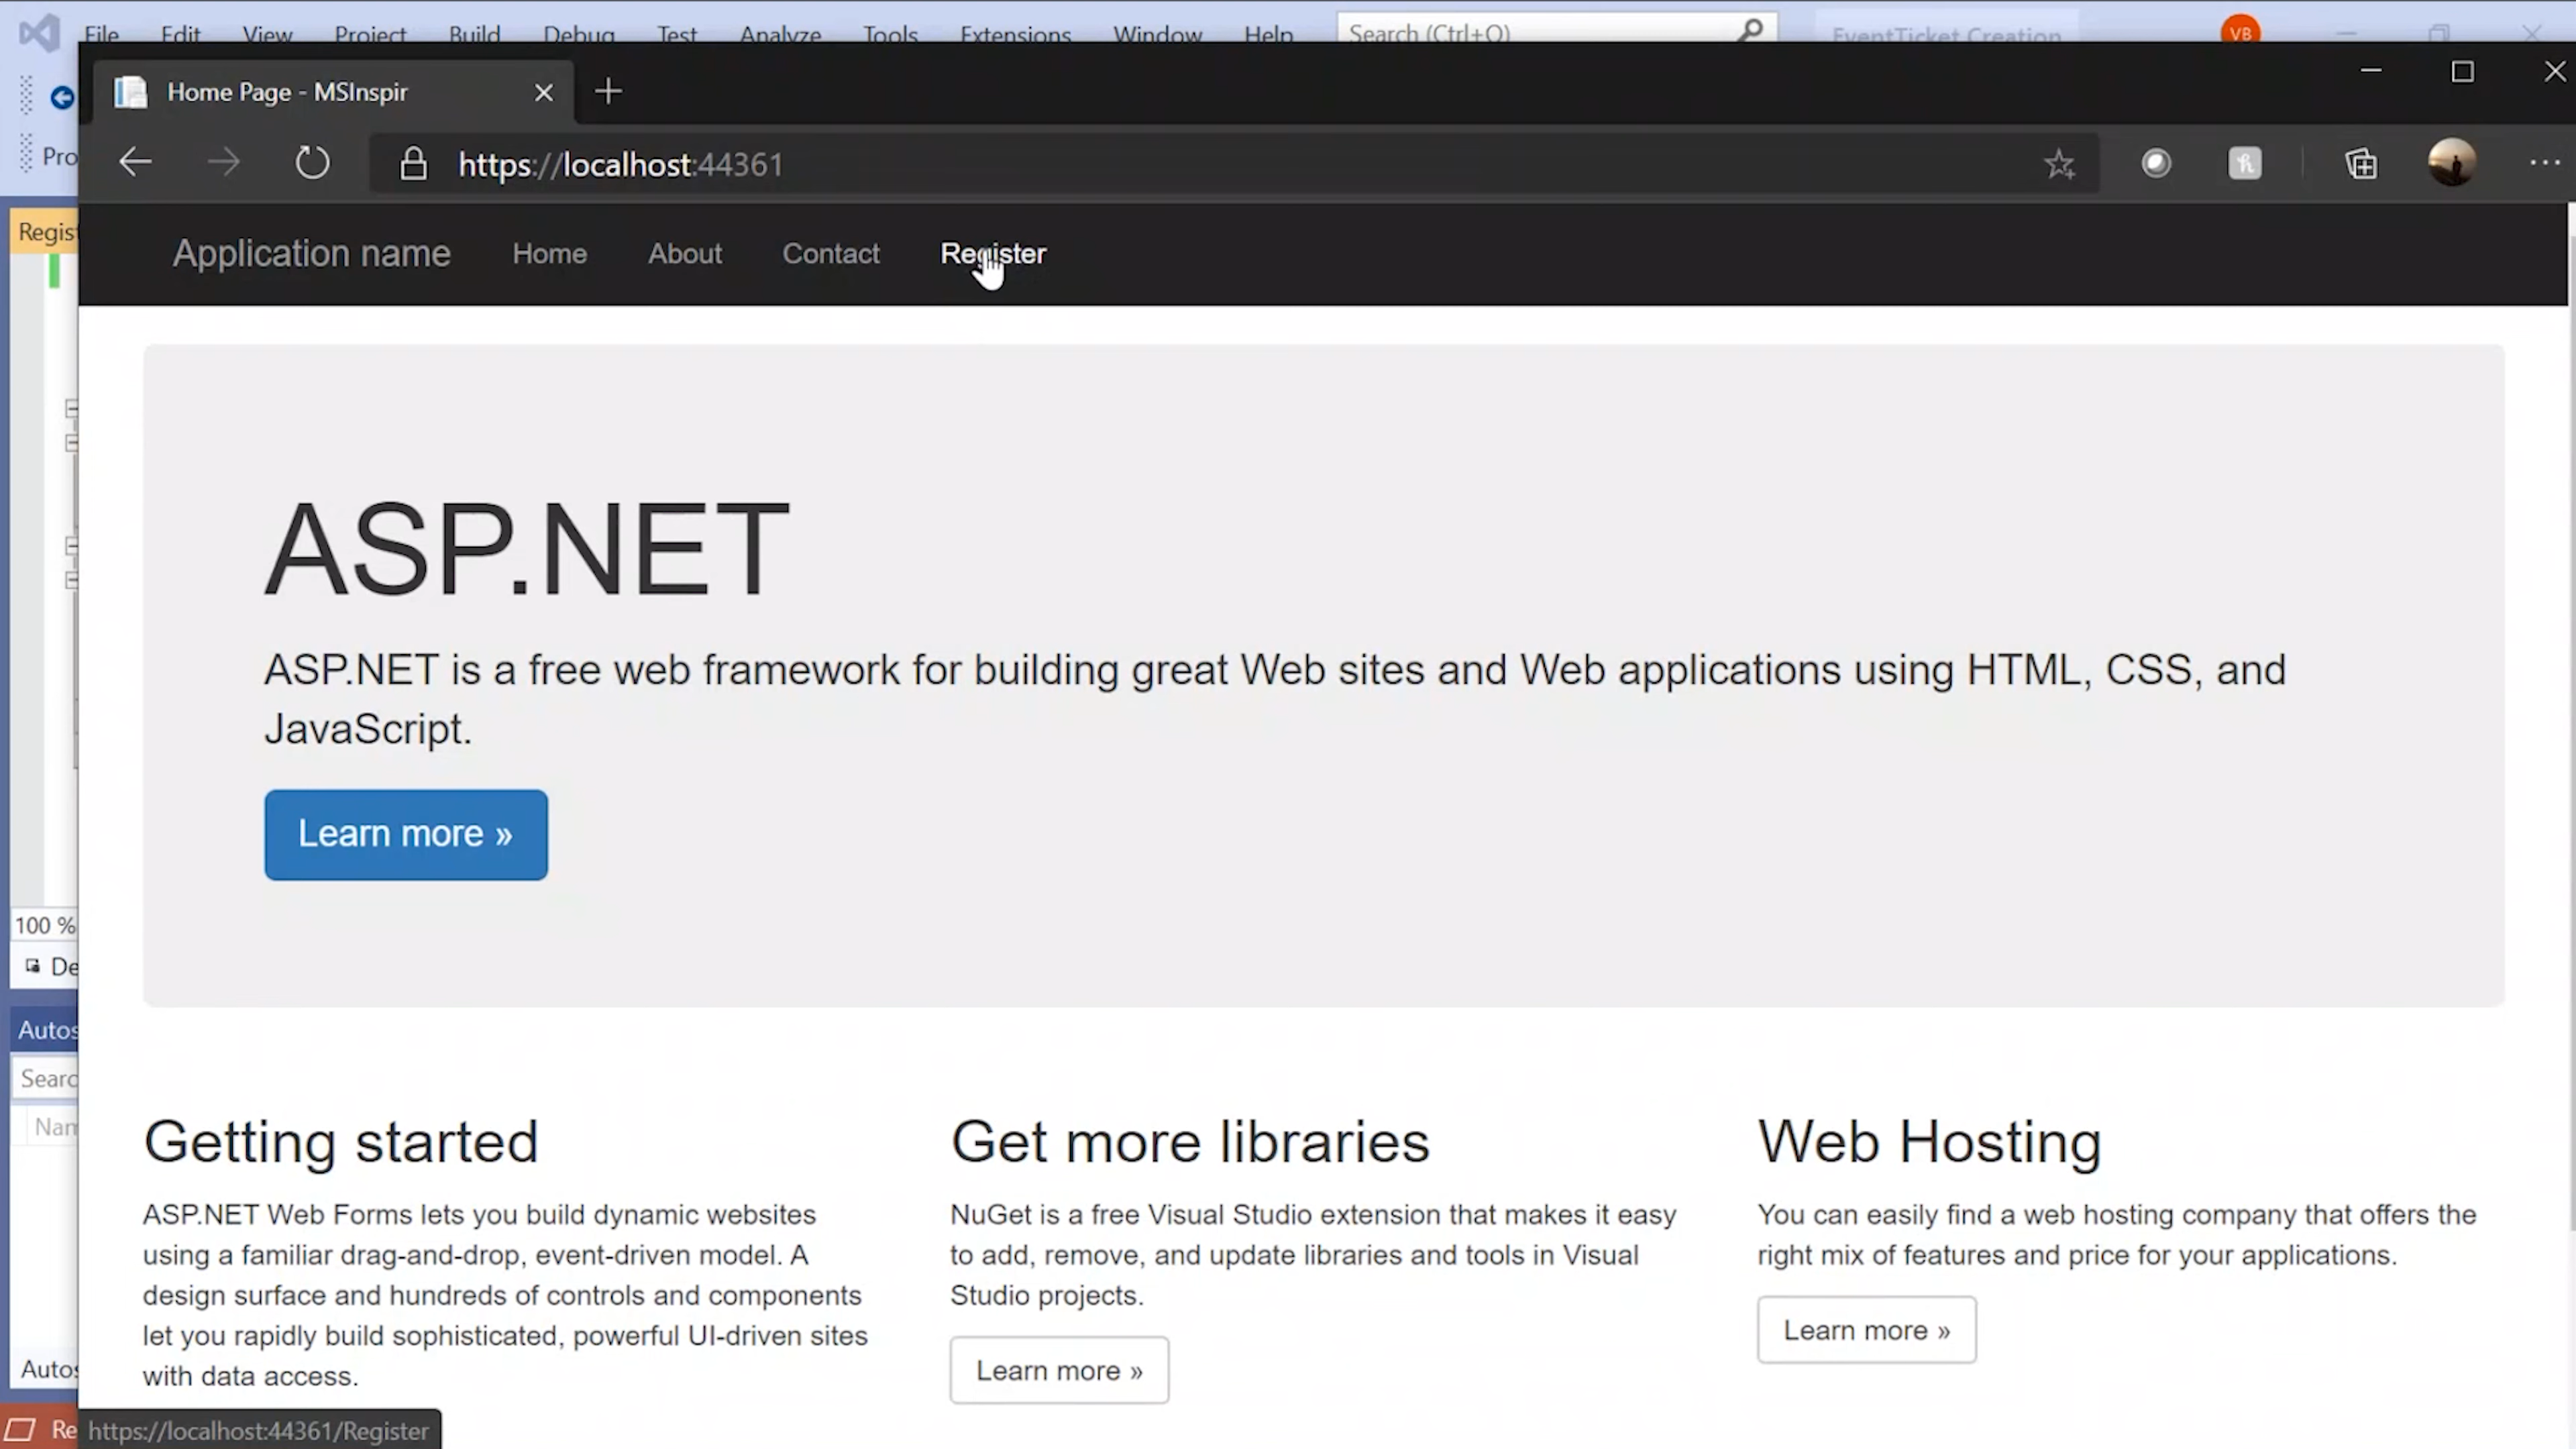 File Edit View Project Build Debug Test Analyze Tools Extensions Window Help Search (Ctrl+Q) EventTicket Creation VB
Home Page - MSInspir
Pro
https://localhost:44361
Regist
Application name Home About Contact Register
ASP.NET
ASP.NET is a free web framework for building great Web sites and Web applications using HTML, CSS, and
JavaScript.
Learn more »
100 %
De
Autos
Searc
Nam
Getting started
ASP.NET Web Forms lets you build dynamic websites
using a familiar drag-and-drop, event-driven model. A
design surface and hundreds of controls and components
let you rapidly build sophisticated, powerful UI-driven sites
with data access.
Get more libraries
NuGet is a free Visual Studio extension that makes it easy
to add, remove, and update libraries and tools in Visual
Studio projects.
Learn more »
Web Hosting
You can easily find a web hosting company that offers the
right mix of features and price for your applications.
Learn more »
Autos
Re
https://localhost:44361/Register